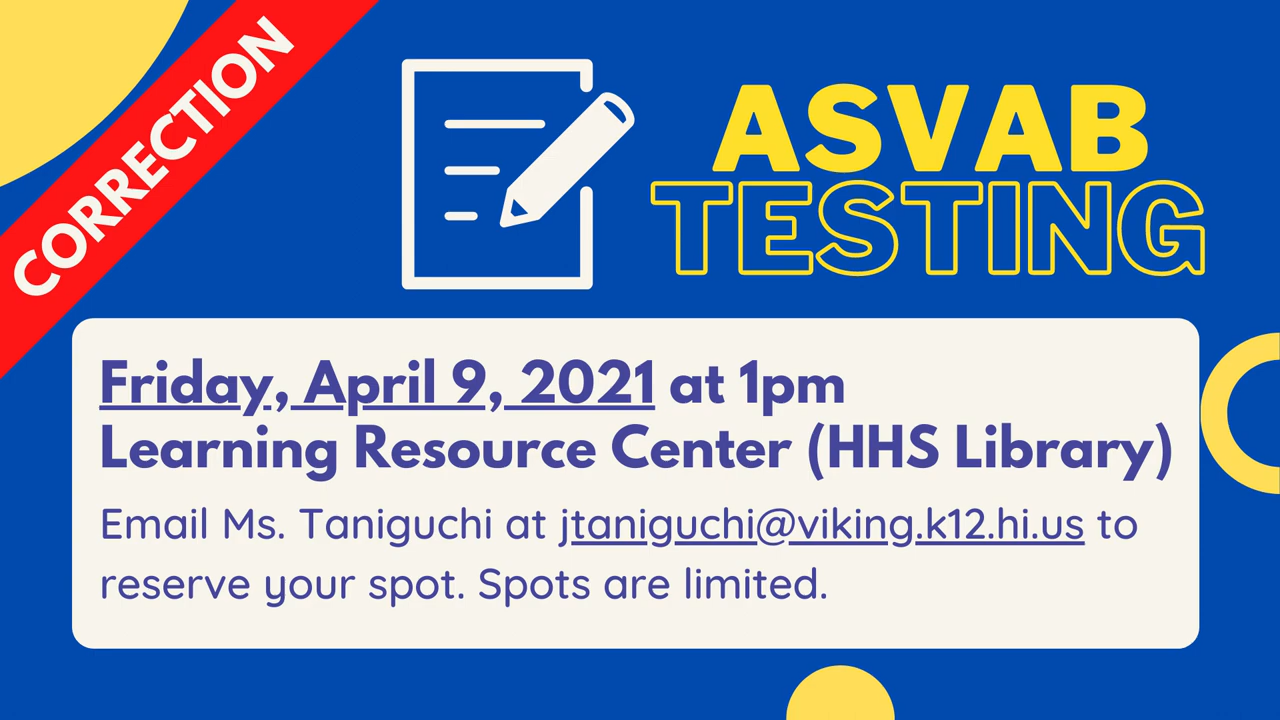 CORRECTION
ASVAB
TESTING
Friday, April 9, 2021 at 1pm
Learning Resource Center (HHS Library)
Email Ms. Taniguchi at jtaniguchi@viking.k12.hi.us to
reserve your spot. Spots are limited.